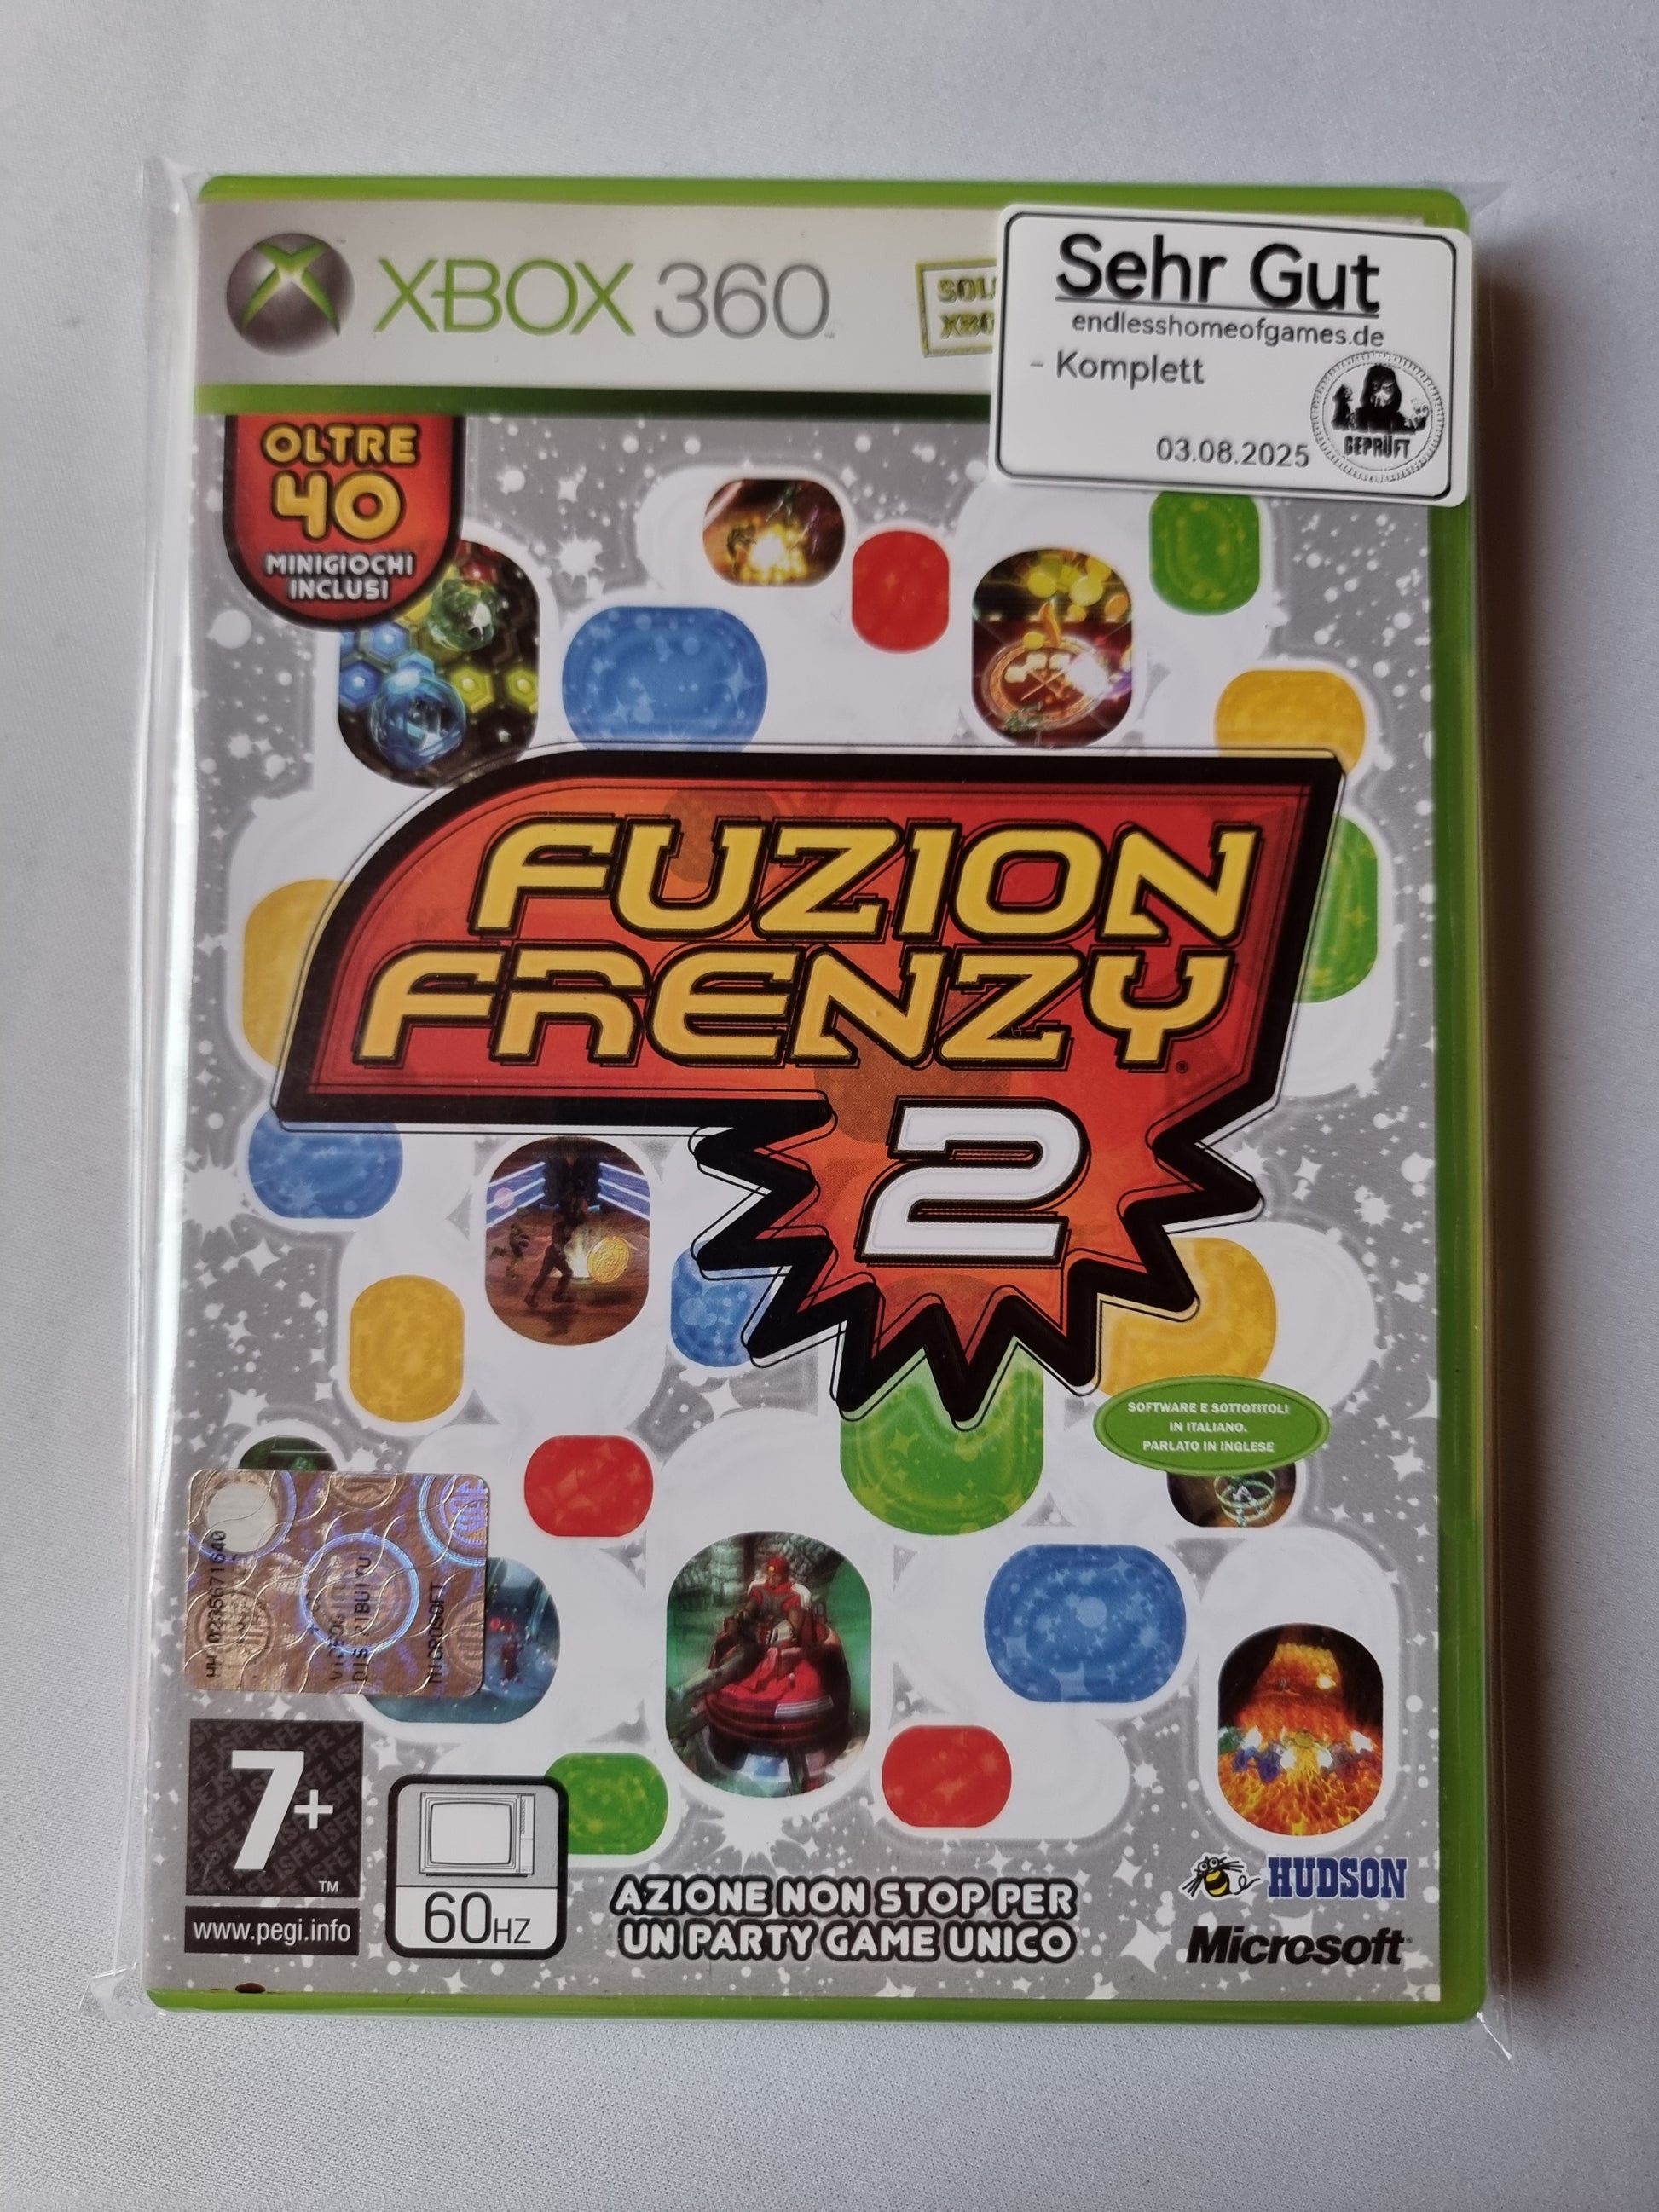 XBOX 360
Sehr Gut
endlesshomeofgames.de
- Komplett
03.08.2025
GEPRÜFT
OLTRE
40
MINIGIOCHI
INCLUSI
FUZION
FRENZY
2
SOFTWARE E SOTTOTITOLI
IN ITALIANO.
PARLATO IN INGLESE
MICROSOFT
7+
TM
www.pegi.info
60HZ
AZIONE NON STOP PER
UN PARTY GAME UNICO
HUDSON
Microsoft